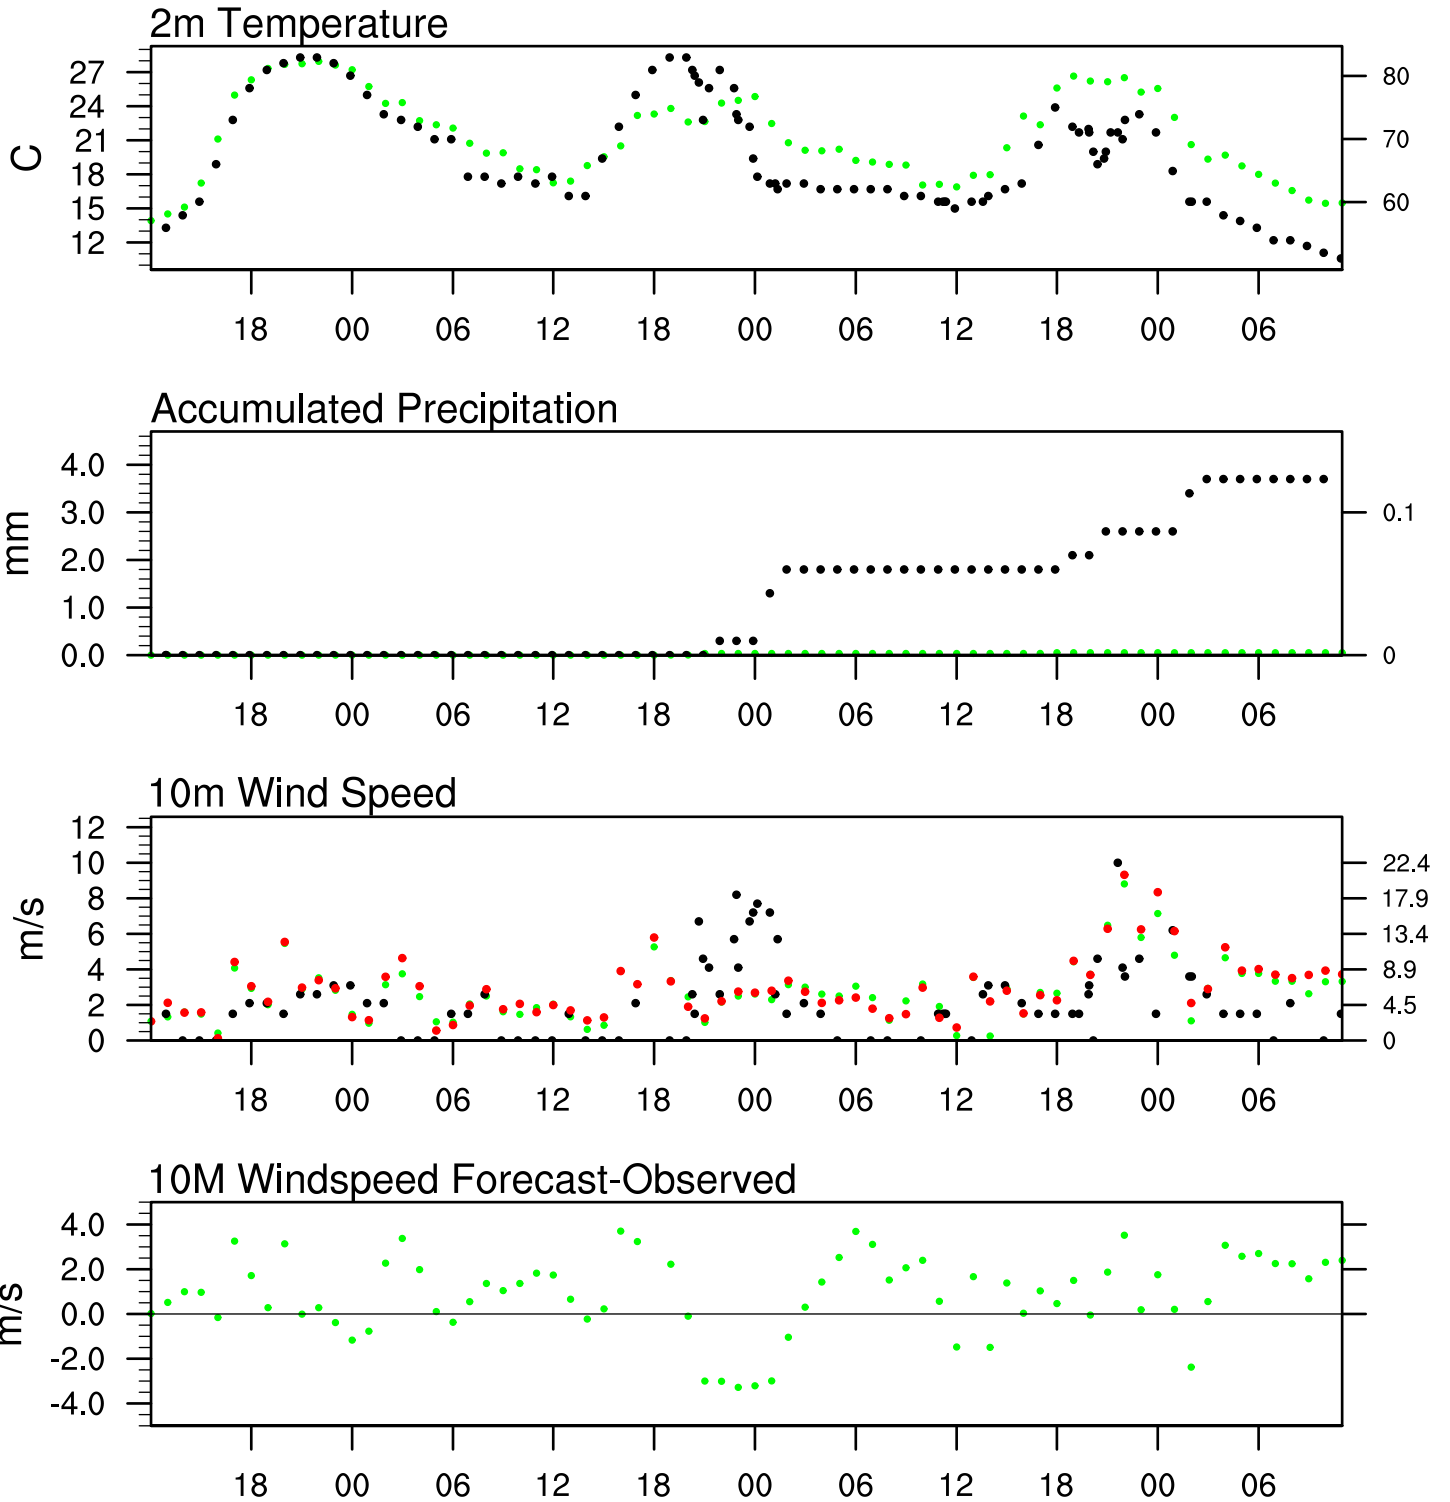 2m Temperature
C
27
24
21
18
15
12
80
70
60
18 00 06 12 18 00 06 12 18 00 06
Accumulated Precipitation
mm
4.0
3.0
2.0
1.0
0.0
0.1
0
18 00 06 12 18 00 06 12 18 00 06
10m Wind Speed
m/s
12
10
8
6
4
2
0
22.4
17.9
13.4
8.9
4.5
0
18 00 06 12 18 00 06 12 18 00 06
10M Windspeed Forecast-Observed
m/s
4.0
2.0
0.0
-2.0
-4.0
18 00 06 12 18 00 06 12 18 00 06